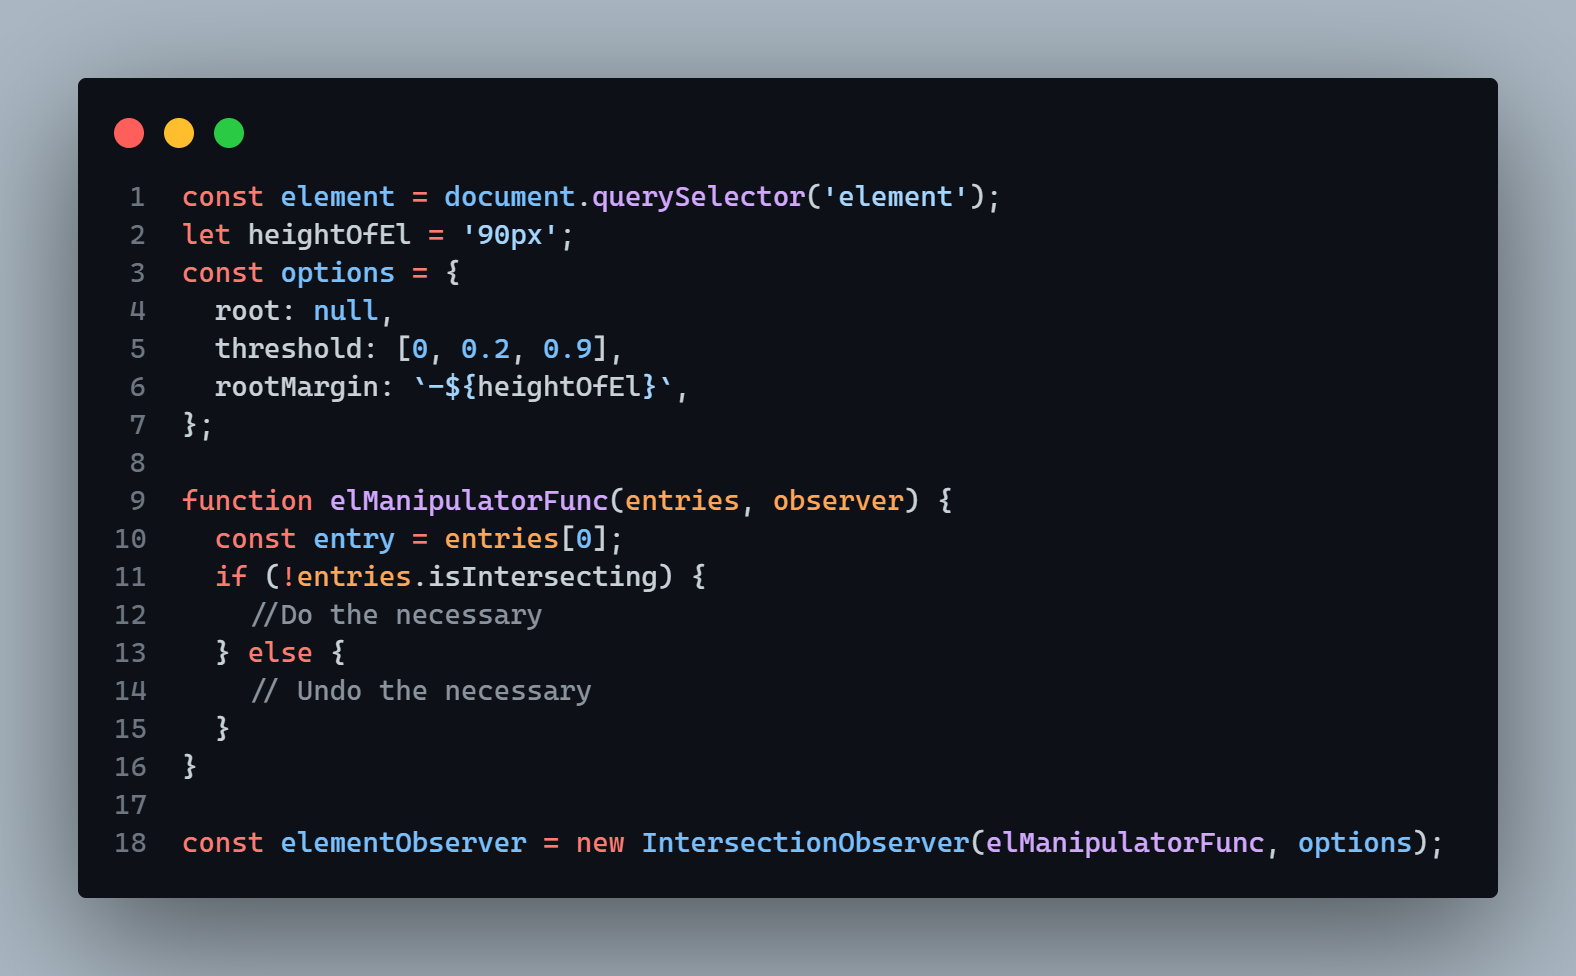 1 const element = document.querySelector('element');
2 let heightOfEl = '90px';
3 const options = {
4   root: null,
5   threshold: [0, 0.2, 0.9],
6   rootMargin: `-${heightOfEl}`,
7 };
8
9 function elManipulatorFunc(entries, observer) {
10   const entry = entries[0];
11   if (!entries.isIntersecting) {
12     //Do the necessary
13   } else {
14     // Undo the necessary
15   }
16 }
17
18 const elementObserver = new IntersectionObserver(elManipulatorFunc, options);